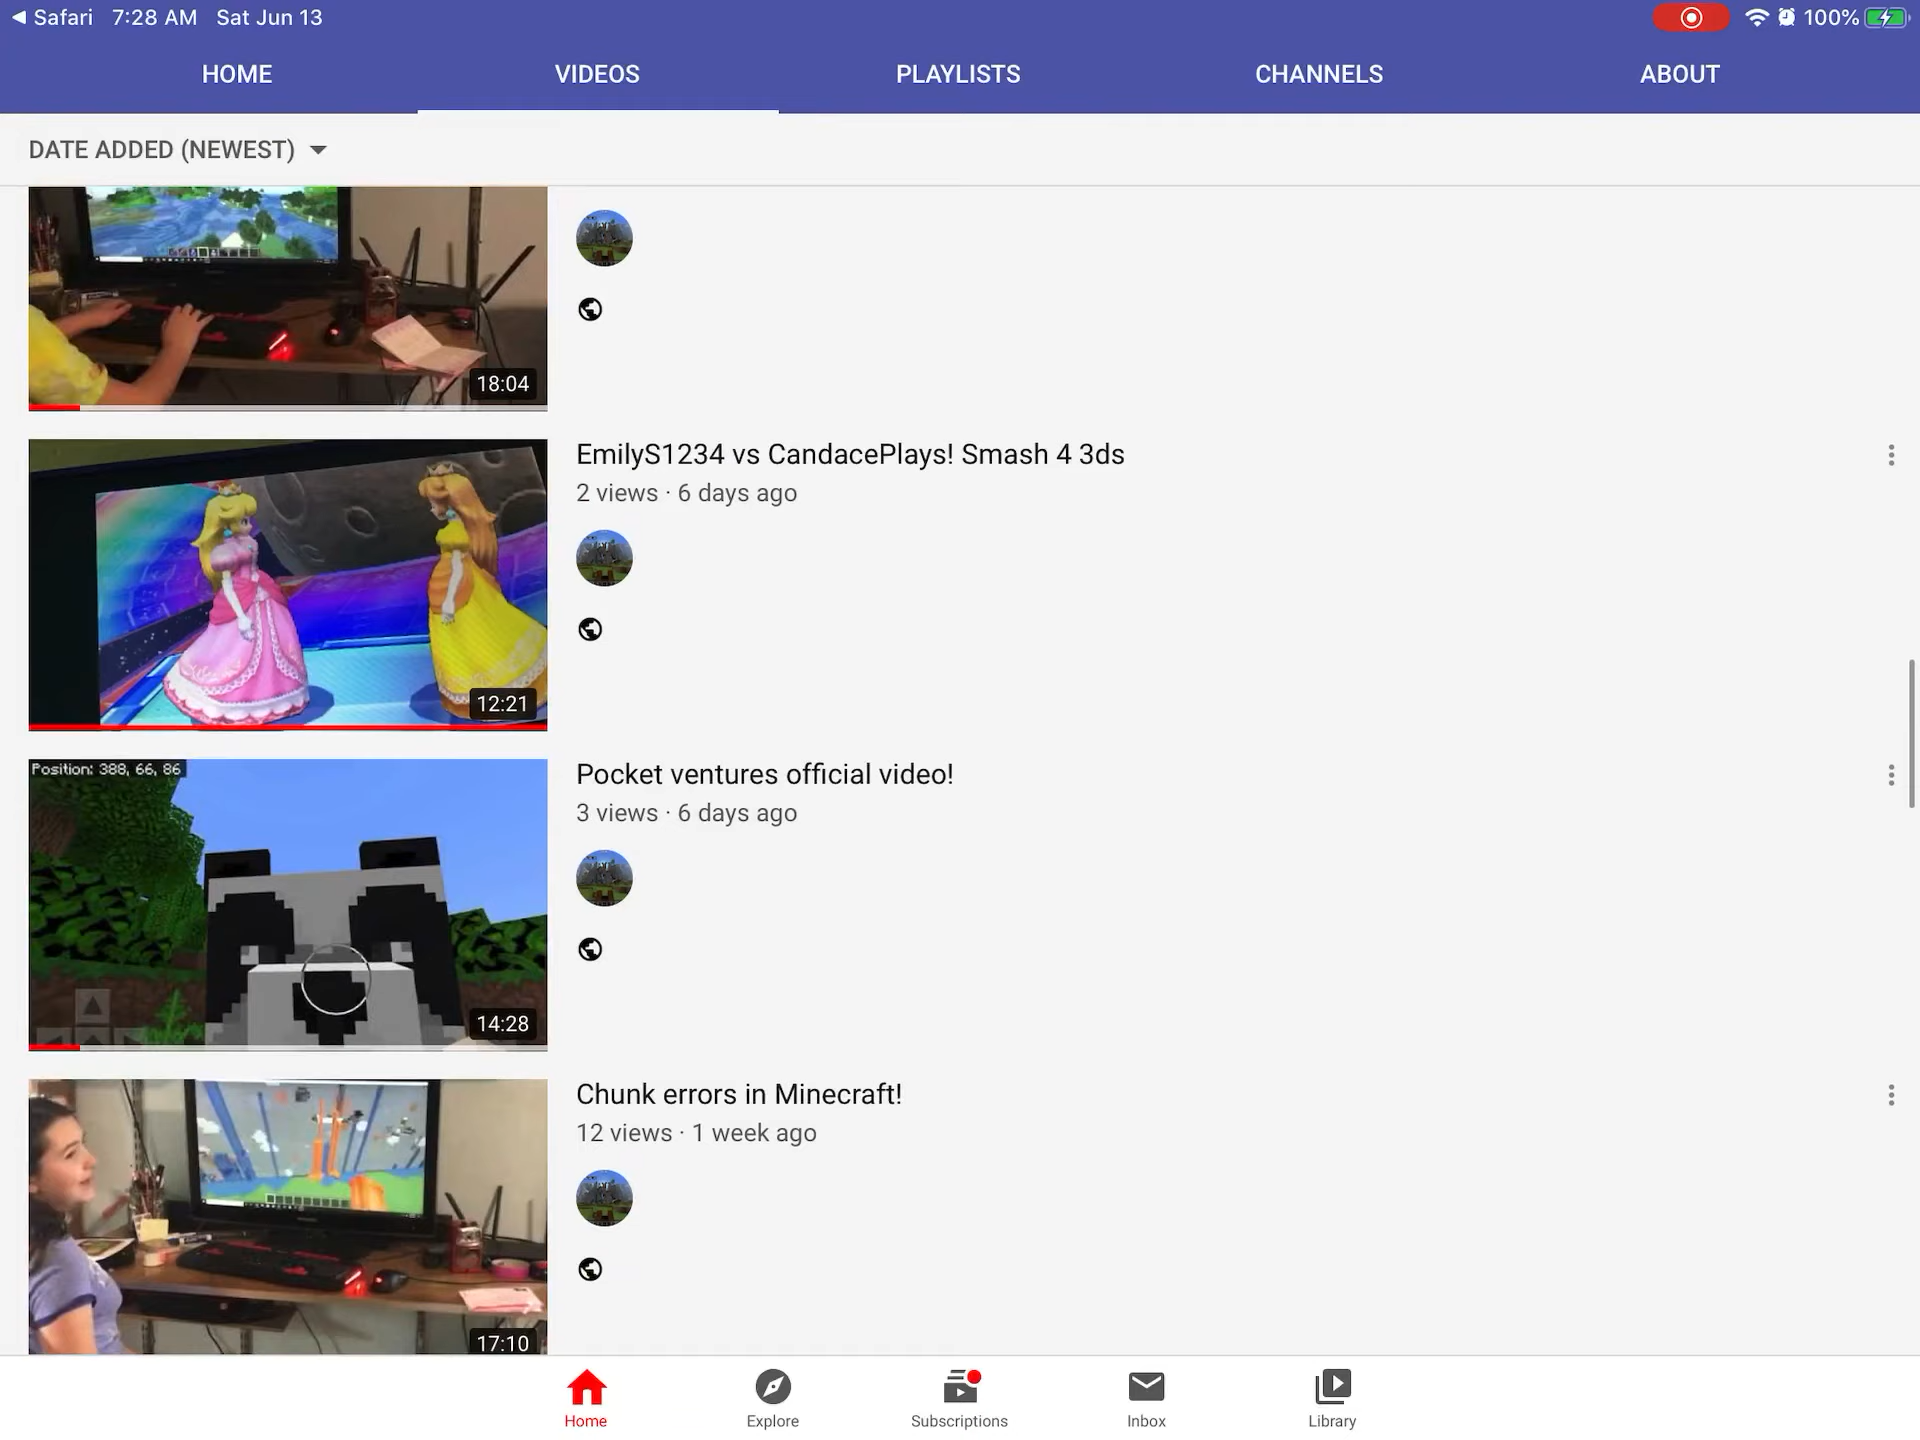 Safari 7:28 AM Sat Jun 13 100%
HOME VIDEOS PLAYLISTS CHANNELS ABOUT
DATE ADDED (NEWEST)
18:04
EmilyS1234 vs CandacePlays! Smash 4 3ds
2 views · 6 days ago
12:21
Position: 388, 66, 86
Pocket ventures official video!
3 views · 6 days ago
14:28
Chunk errors in Minecraft!
12 views · 1 week ago
17:10
Home Explore Subscriptions Inbox Library